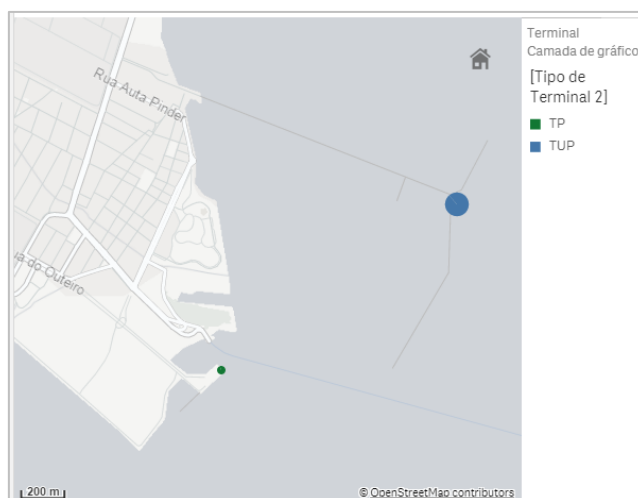 Terminal
Camada de gráfico
[Tipo de
Terminal 2]
TP
TUP
Rua Auta Pinder
ia do Outeiro
200 m
© OpenStreetMap contributors